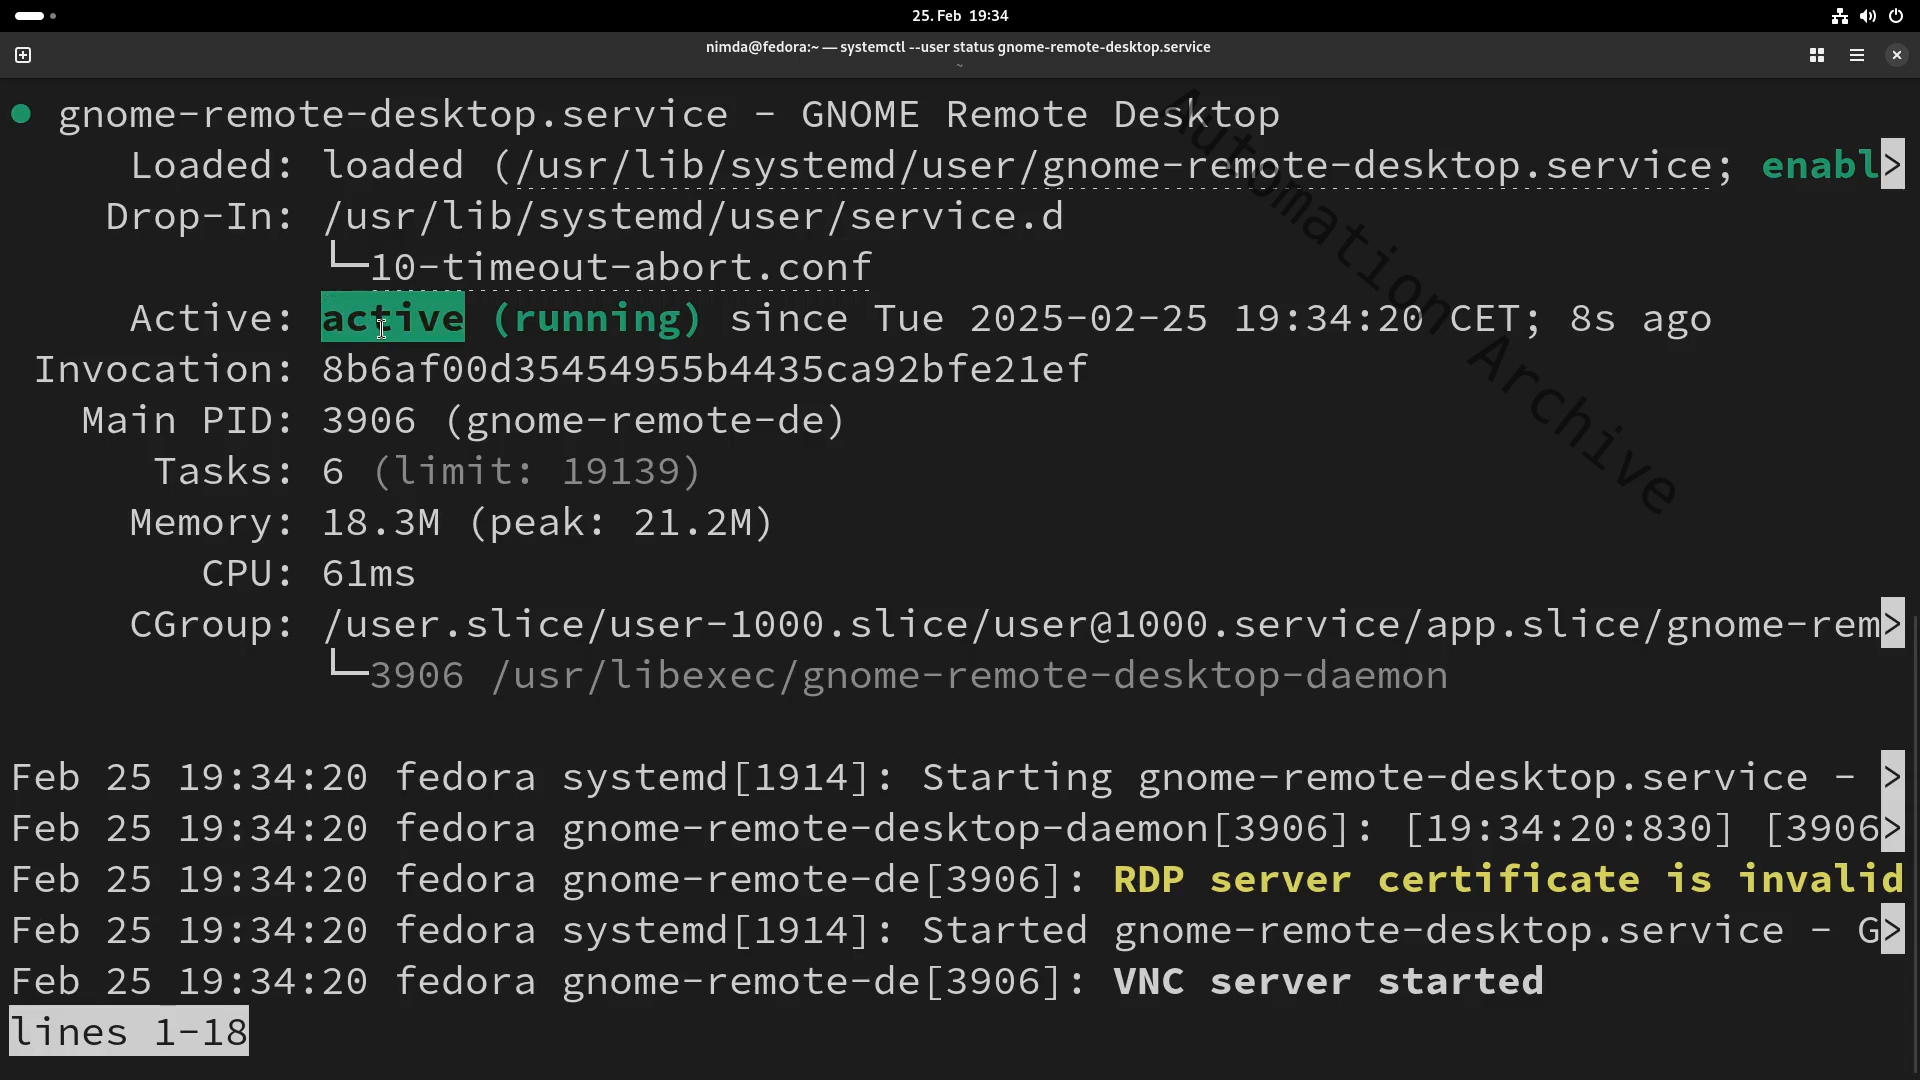 25. Feb 19:34
nimda@fedora:~ — systemctl --user status gnome-remote-desktop.service
~
● gnome-remote-desktop.service - GNOME Remote Desktop
Loaded: loaded (/usr/lib/systemd/user/gnome-remote-desktop.service; enabl>
Drop-In: /usr/lib/systemd/user/service.d
└─10-timeout-abort.conf
Active: active (running) since Tue 2025-02-25 19:34:20 CET; 8s ago
Invocation: 8b6af00d35454955b4435ca92bfe21ef
Main PID: 3906 (gnome-remote-de)
Tasks: 6 (limit: 19139)
Memory: 18.3M (peak: 21.2M)
CPU: 61ms
CGroup: /user.slice/user-1000.slice/user@1000.service/app.slice/gnome-rem>
└─3906 /usr/libexec/gnome-remote-desktop-daemon
Feb 25 19:34:20 fedora systemd[1914]: Starting gnome-remote-desktop.service - >
Feb 25 19:34:20 fedora gnome-remote-desktop-daemon[3906]: [19:34:20:830] [3906>
Feb 25 19:34:20 fedora gnome-remote-de[3906]: RDP server certificate is invalid
Feb 25 19:34:20 fedora systemd[1914]: Started gnome-remote-desktop.service - G>
Feb 25 19:34:20 fedora gnome-remote-de[3906]: VNC server started
lines 1-18
Automation Archive